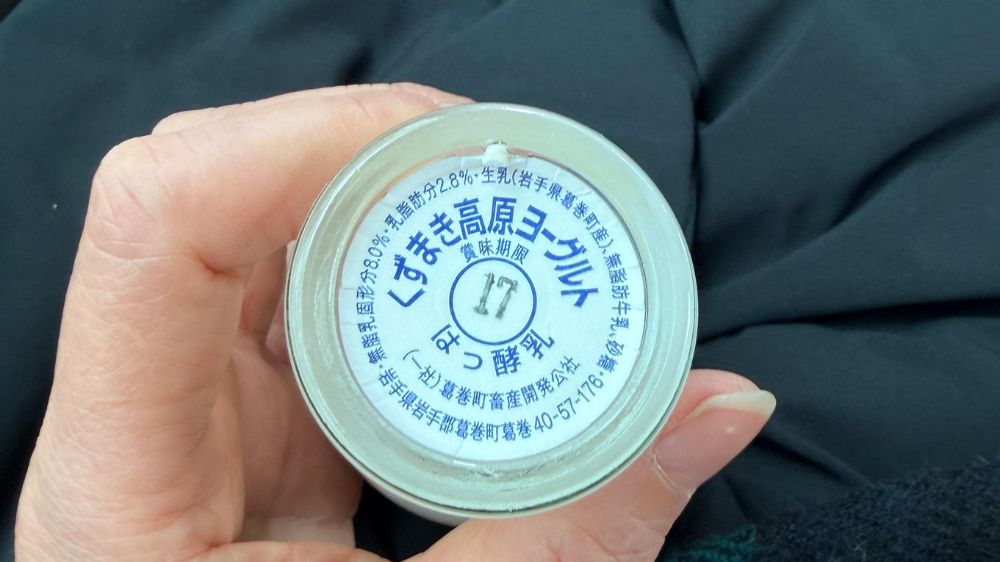 くずまき高原ヨーグルト
賞味期限
17
はっ酵乳
(一社)葛巻町畜産開発公社
岩手県岩手郡葛巻町葛巻40-57-176・
無脂乳固形分8.0%・乳脂肪分2.8%・生乳(岩手県葛巻町産)、無脂肪牛乳、砂糖・